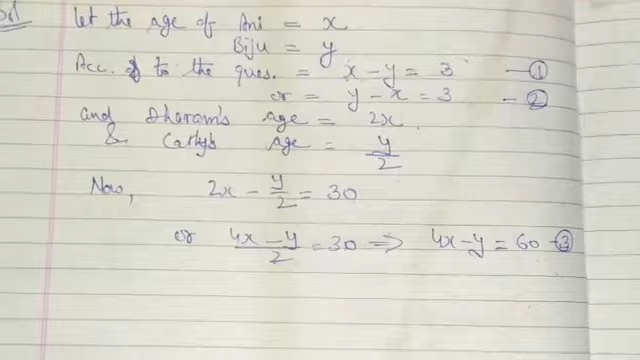 Sol let the age of Ani = x
Biju = y
Acc. to the ques. = x - y = 3 — ①
or = y - x = 3 - ②
and Dharam's age = 2x
& Cathy's age = y/2
Now, 2x - y/2 = 30
or (4x - y)/2 = 30 ⇒ 4x - y = 60 - ③